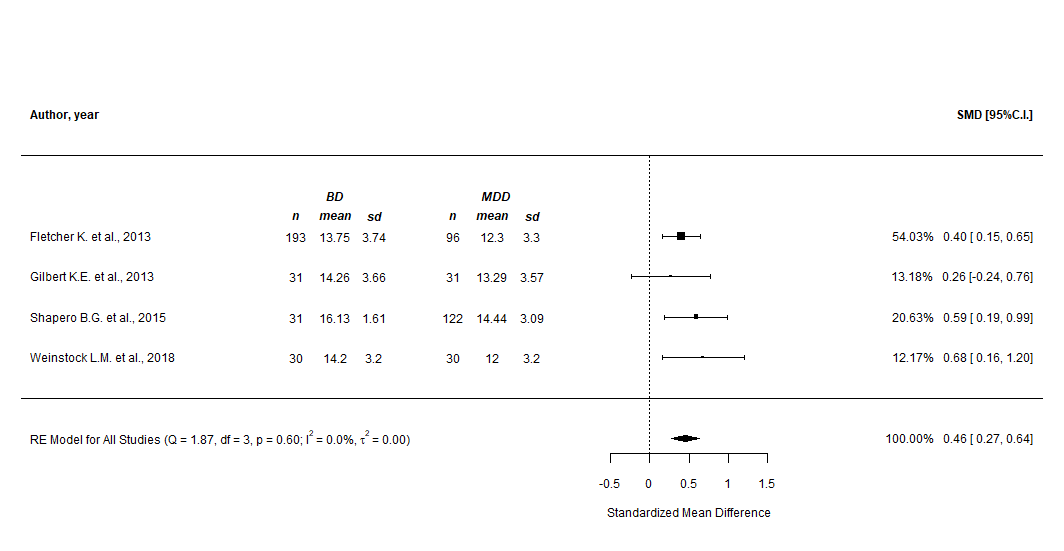 Author, year SMD [95%C.I.]
BD MDD
n mean sd n mean sd
Fletcher K. et al., 2013 193 13.75 3.74 96 12.3 3.3 54.03% 0.40 [ 0.15, 0.65]
Gilbert K.E. et al., 2013 31 14.26 3.66 31 13.29 3.57 13.18% 0.26 [-0.24, 0.76]
Shapero B.G. et al., 2015 31 16.13 1.61 122 14.44 3.09 20.63% 0.59 [ 0.19, 0.99]
Weinstock L.M. et al., 2018 30 14.2 3.2 30 12 3.2 12.17% 0.68 [ 0.16, 1.20]
RE Model for All Studies (Q = 1.87, df = 3, p = 0.60; I² = 0.0%, τ² = 0.00) 100.00% 0.46 [ 0.27, 0.64]
-0.5 0 0.5 1 1.5
Standardized Mean Difference